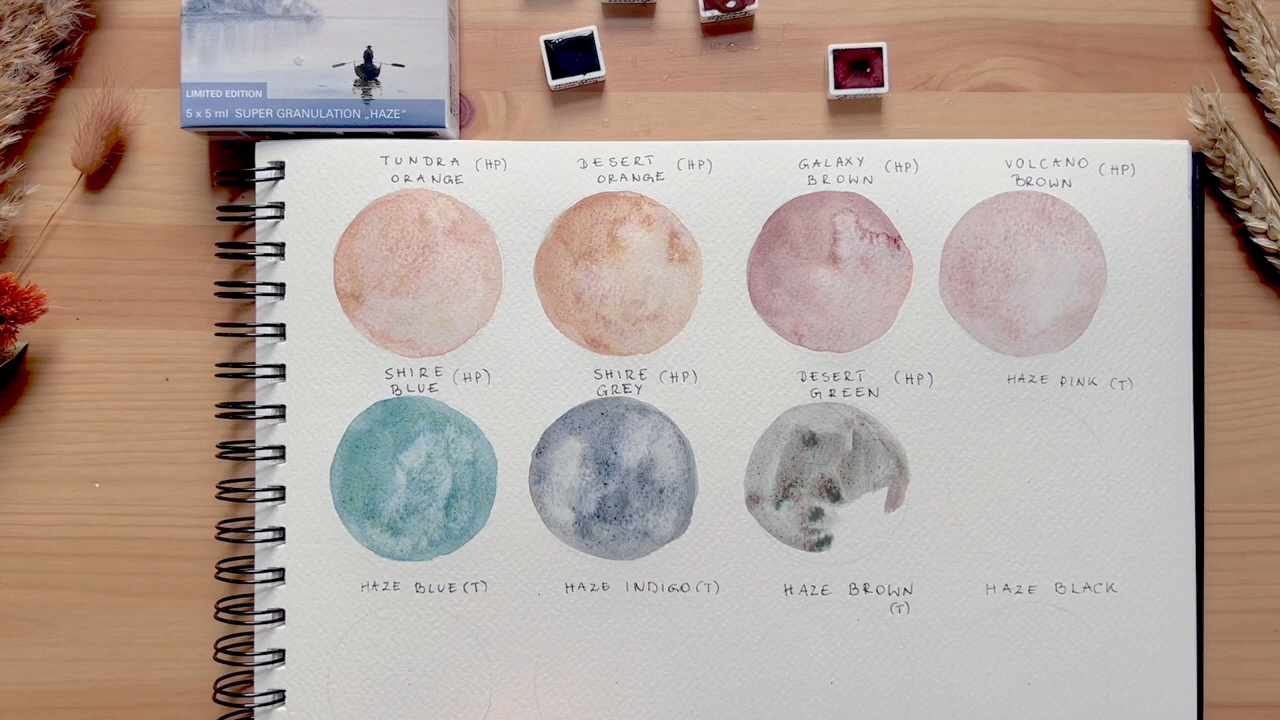 LIMITED EDITION
5 x 5 ml SUPER GRANULATION „HAZE"
TUNDRA (HP)
ORANGE
DESERT (HP)
ORANGE
GALAXY (HP)
BROWN
VOLCANO (HP)
BROWN
SHIRE (HP)
BLUE
SHIRE (HP)
GREY
DESERT (HP)
GREEN
HAZE PINK (T)
HAZE BLUE (T)
HAZE INDIGO (T)
HAZE BROWN
(T)
HAZE BLACK